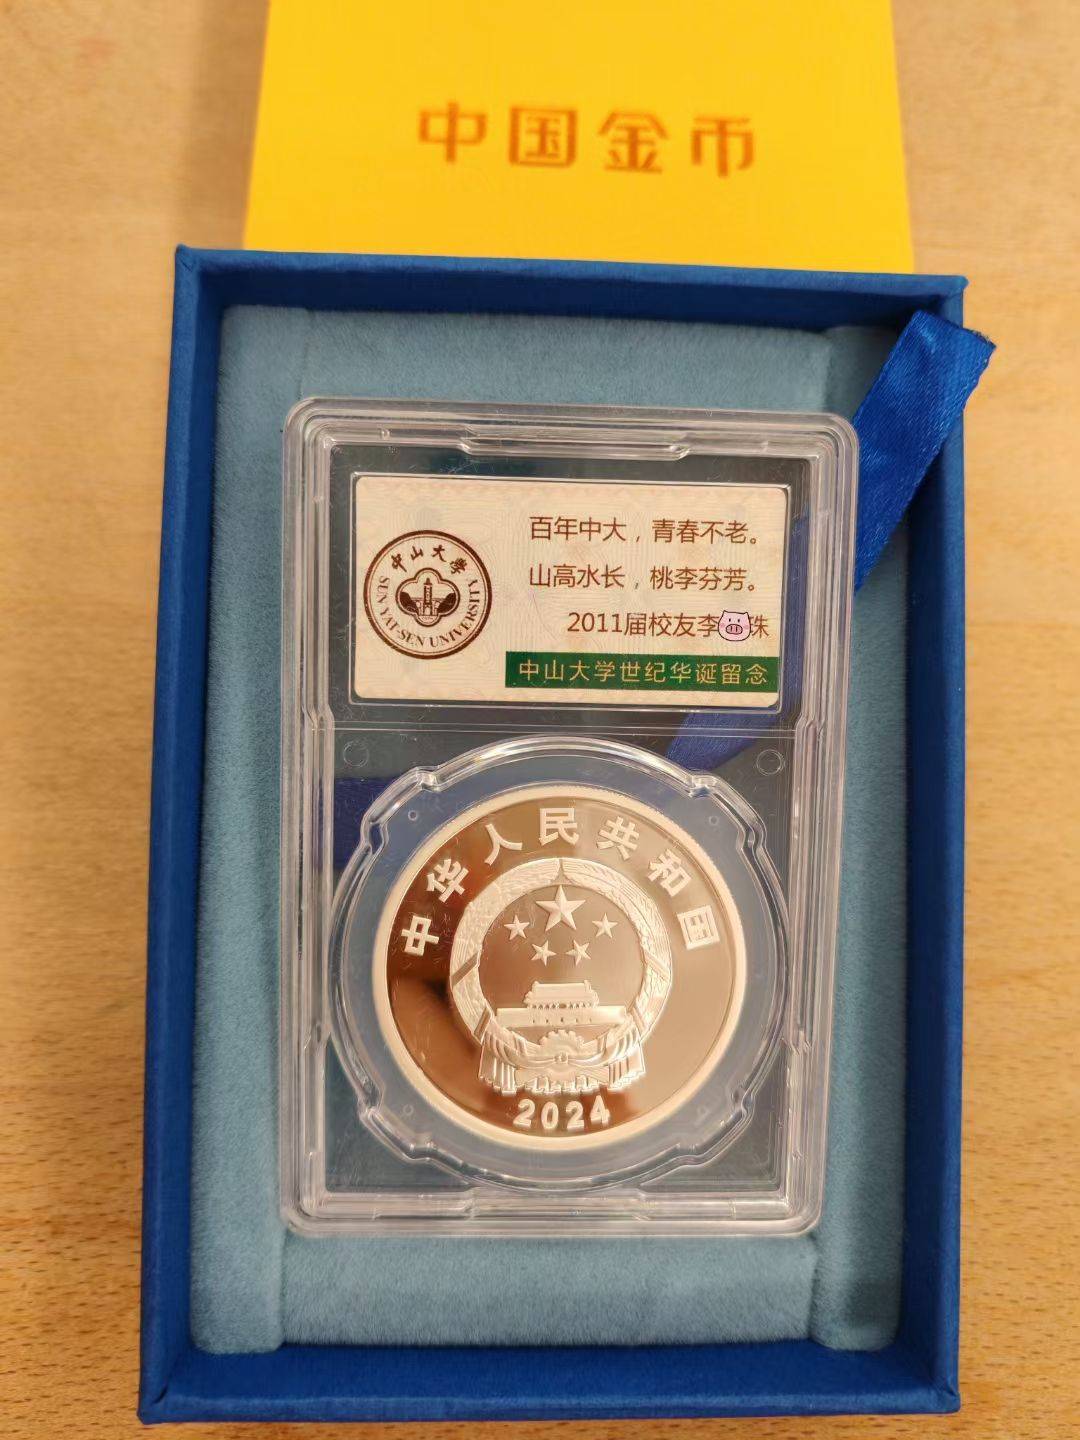 中国金币
中山大学
SUN YAT-SEN UNIVERSITY
百年中大，青春不老。
山高水长，桃李芬芳。
2011届校友李 珠
中山大学世纪华诞留念
中华人民共和国
2024